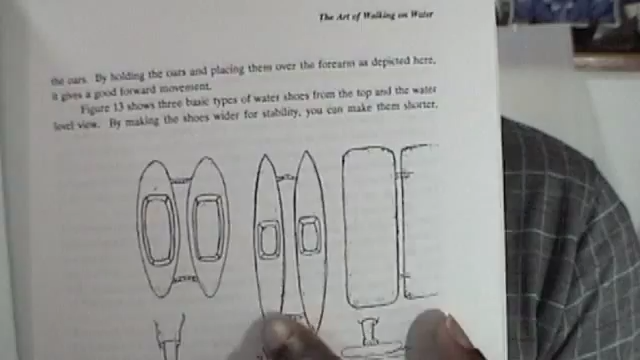 The Art of Walking on Water
the oars. By holding the oars and placing them over the forearm as depicted here,
it gives a good forward movement.
Figure 13 shows three basic types of water shoes from the top and the water
level view. By making the shoes wider for stability, you can make them shorter,